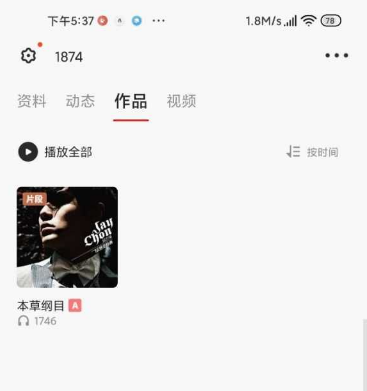 下午5:37 1.8M/s 78
1874
资料 动态 作品 视频
播放全部 按时间
片段
Jay
Chou
本草纲目 A
1746